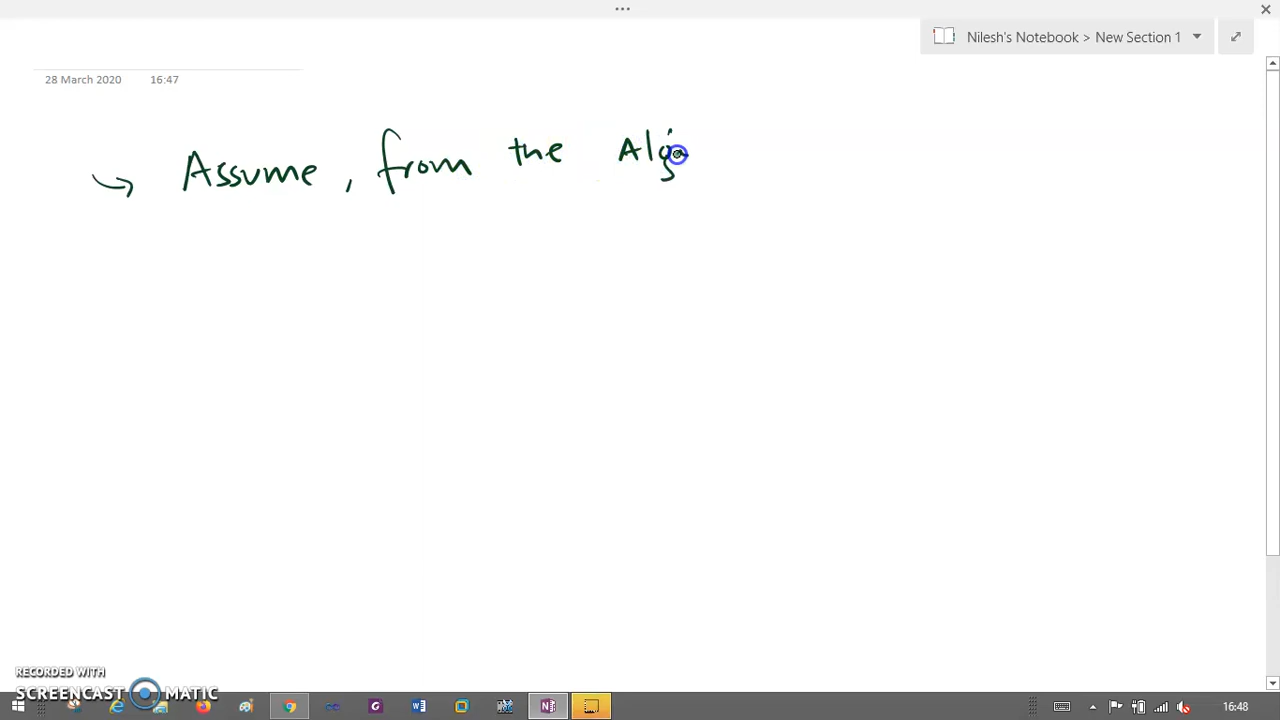 Nilesh's Notebook > New Section 1
28 March 2020 16:47
→ Assume, from the Algo
RECORDED WITH
SCREENCAST MATIC
16:48